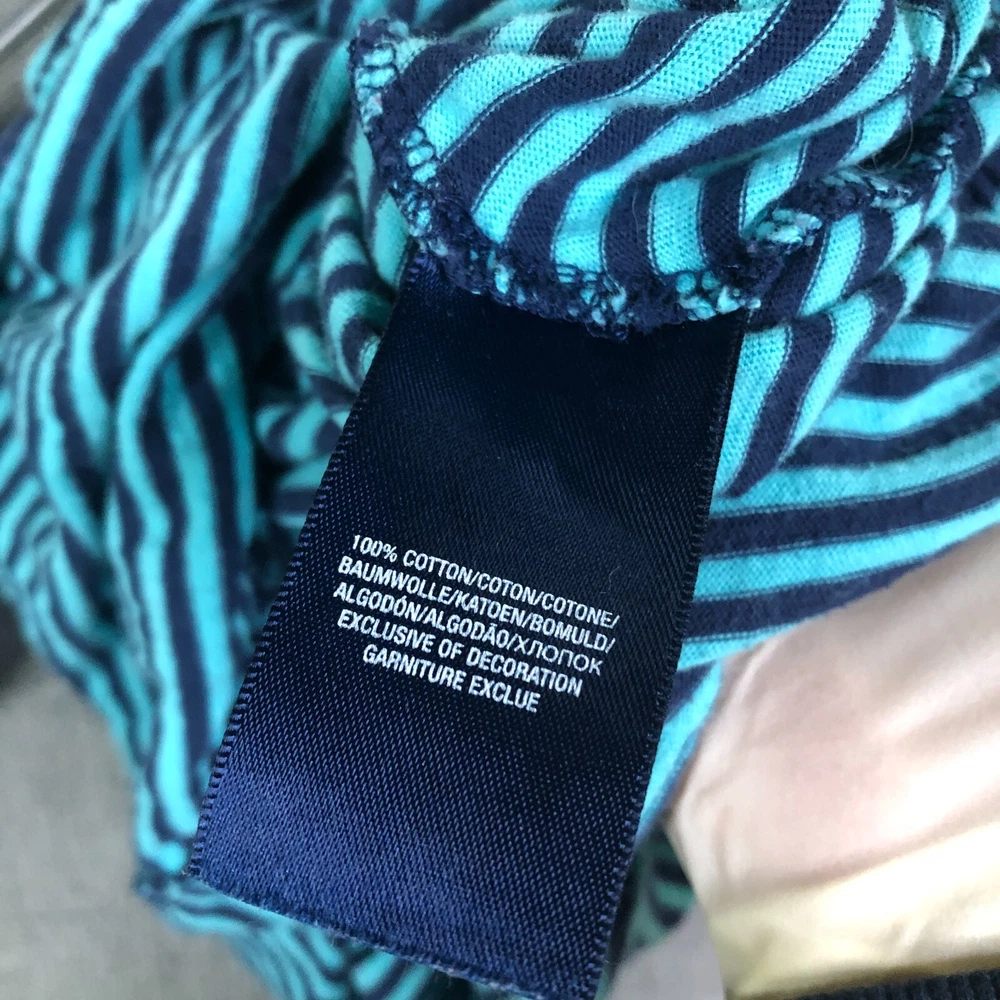 100% COTTON/COTON/COTONE/
BAUMWOLLE/KATOEN/BOMULD/
ALGODÓN/ALGODÃO/ХЛОПОК
EXCLUSIVE OF DECORATION
GARNITURE EXCLUE